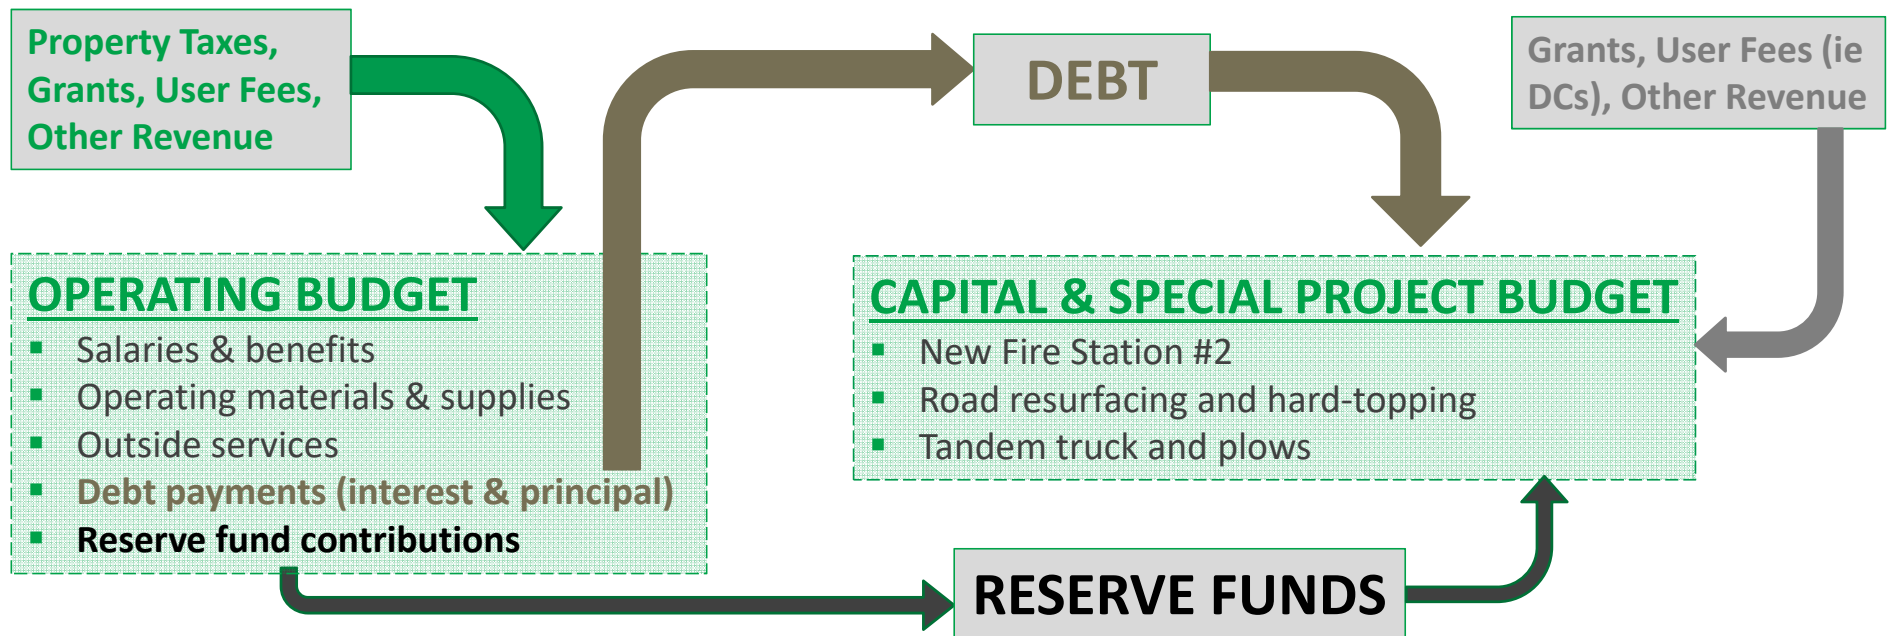 Property Taxes,
Grants, User Fees,
Other Revenue
DEBT
Grants, User Fees (ie
DCs), Other Revenue
OPERATING BUDGET
▪ Salaries & benefits
▪ Operating materials & supplies
▪ Outside services
▪ Debt payments (interest & principal)
▪ Reserve fund contributions
CAPITAL & SPECIAL PROJECT BUDGET
▪ New Fire Station #2
▪ Road resurfacing and hard-topping
▪ Tandem truck and plows
RESERVE FUNDS